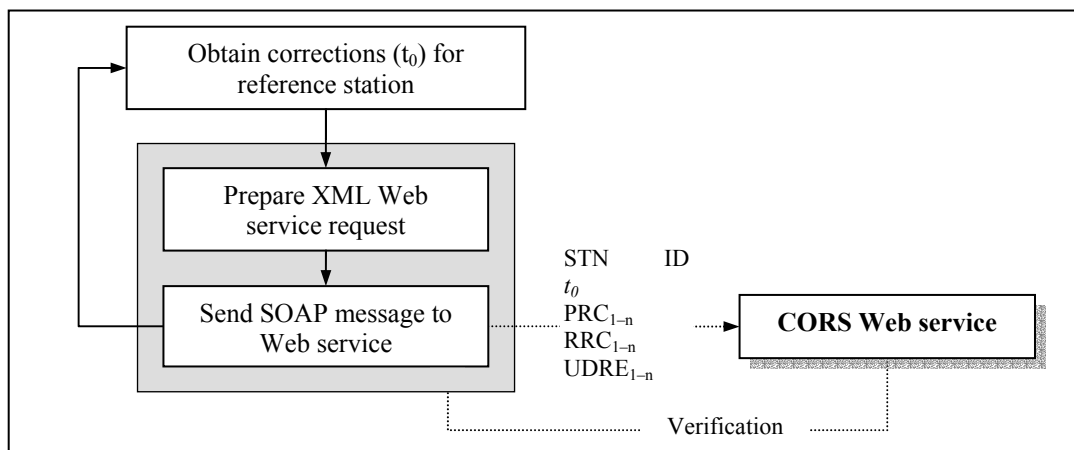 Obtain corrections (t₀) for
reference station
Prepare XML Web
service request
Send SOAP message to
Web service
STN ID
t₀
PRC₁₋ₙ
RRC₁₋ₙ
UDRE₁₋ₙ
CORS Web service
Verification